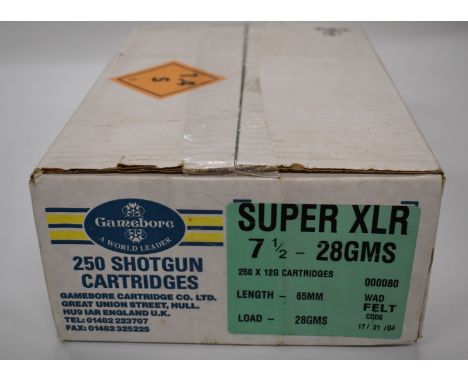 1.4
S
Gamebore
A WORLD LEADER
250 SHOTGUN
CARTRIDGES
GAMEBORE CARTRIDGE CO. LTD.
GREAT UNION STREET, HULL.
HU9 1AR ENGLAND U.K.
TEL: 01482 223707
FAX: 01482 325225
SUPER XLR
7 1/2 - 28GMS
250 X 12G CARTRIDGES
000080
LENGTH - 65MM
WAD
FELT
LOAD - 28GMS
CODE
17/ 21 /04